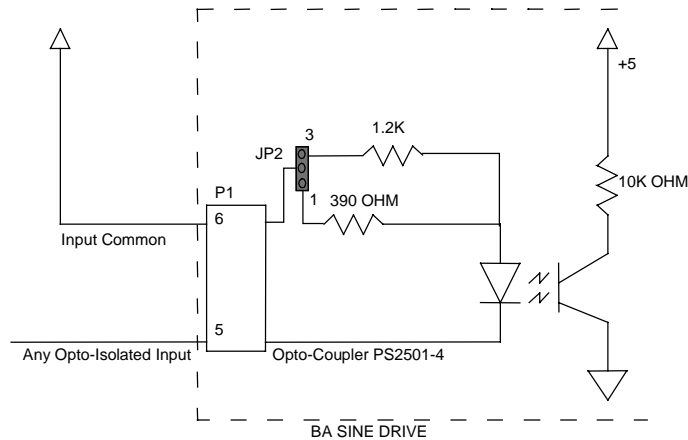 +5
3
1.2K
JP2
10K OHM
P1
1
390 OHM
6
Input Common
5
Any Opto-Isolated Input
Opto-Coupler PS2501-4
BA SINE DRIVE